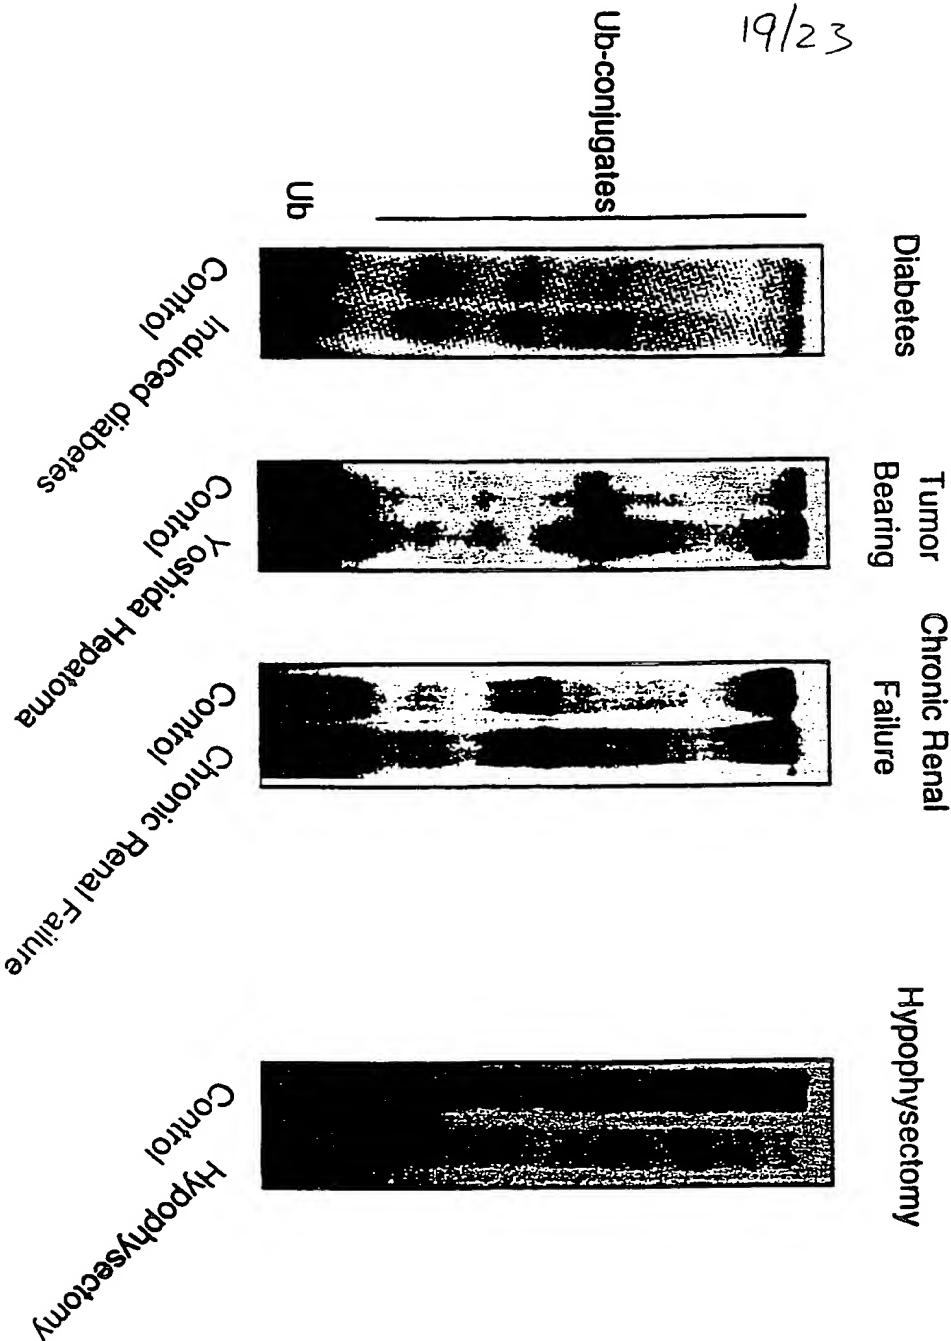 19/23
Diabetes
Tumor
Bearing
Chronic Renal
Failure
Hypophysectomy
Ub-conjugates
Ub
Control
Induced diabetes
Control
Yoshida Hepatoma
Control
Chronic Renal Failure
Control
Hypophysectomy